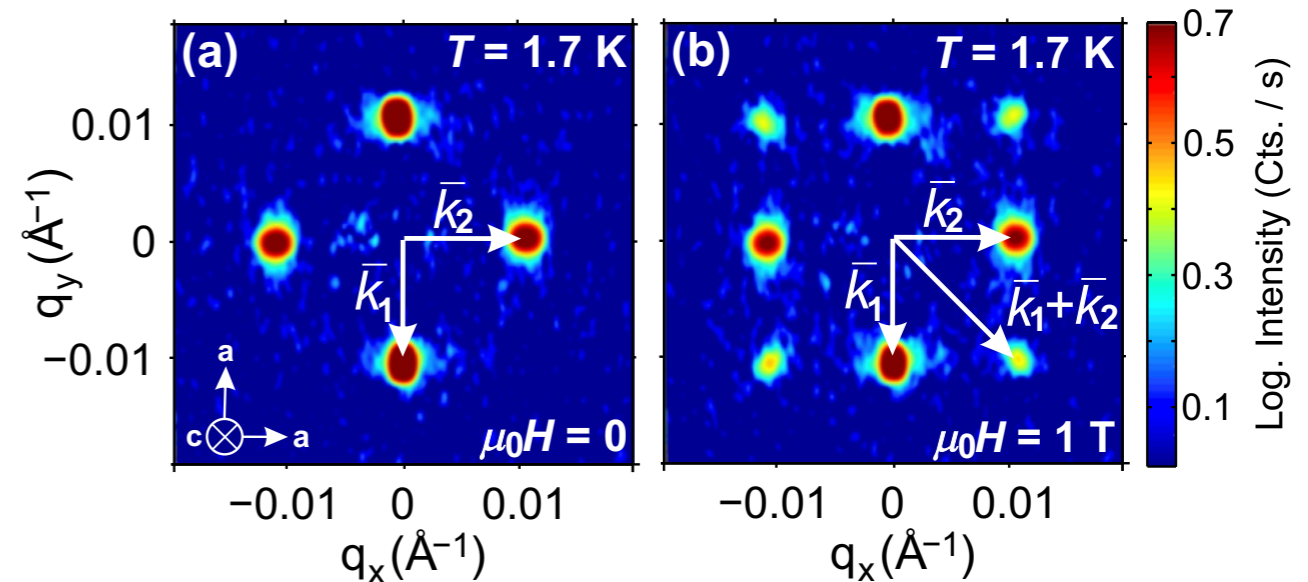 (a) T = 1.7 K
(b) T = 1.7 K
0.7
0.5
0.3
0.1
Log. Intensity (Cts. / s)
0.01
0
−0.01
q_y (Å⁻¹)
k̅₂
k̅₁
k̅₂
k̅₁
k̅₁+k̅₂
a
c a
μ₀H = 0
μ₀H = 1 T
−0.01 0 0.01
−0.01 0 0.01
qₓ (Å⁻¹)
qₓ (Å⁻¹)